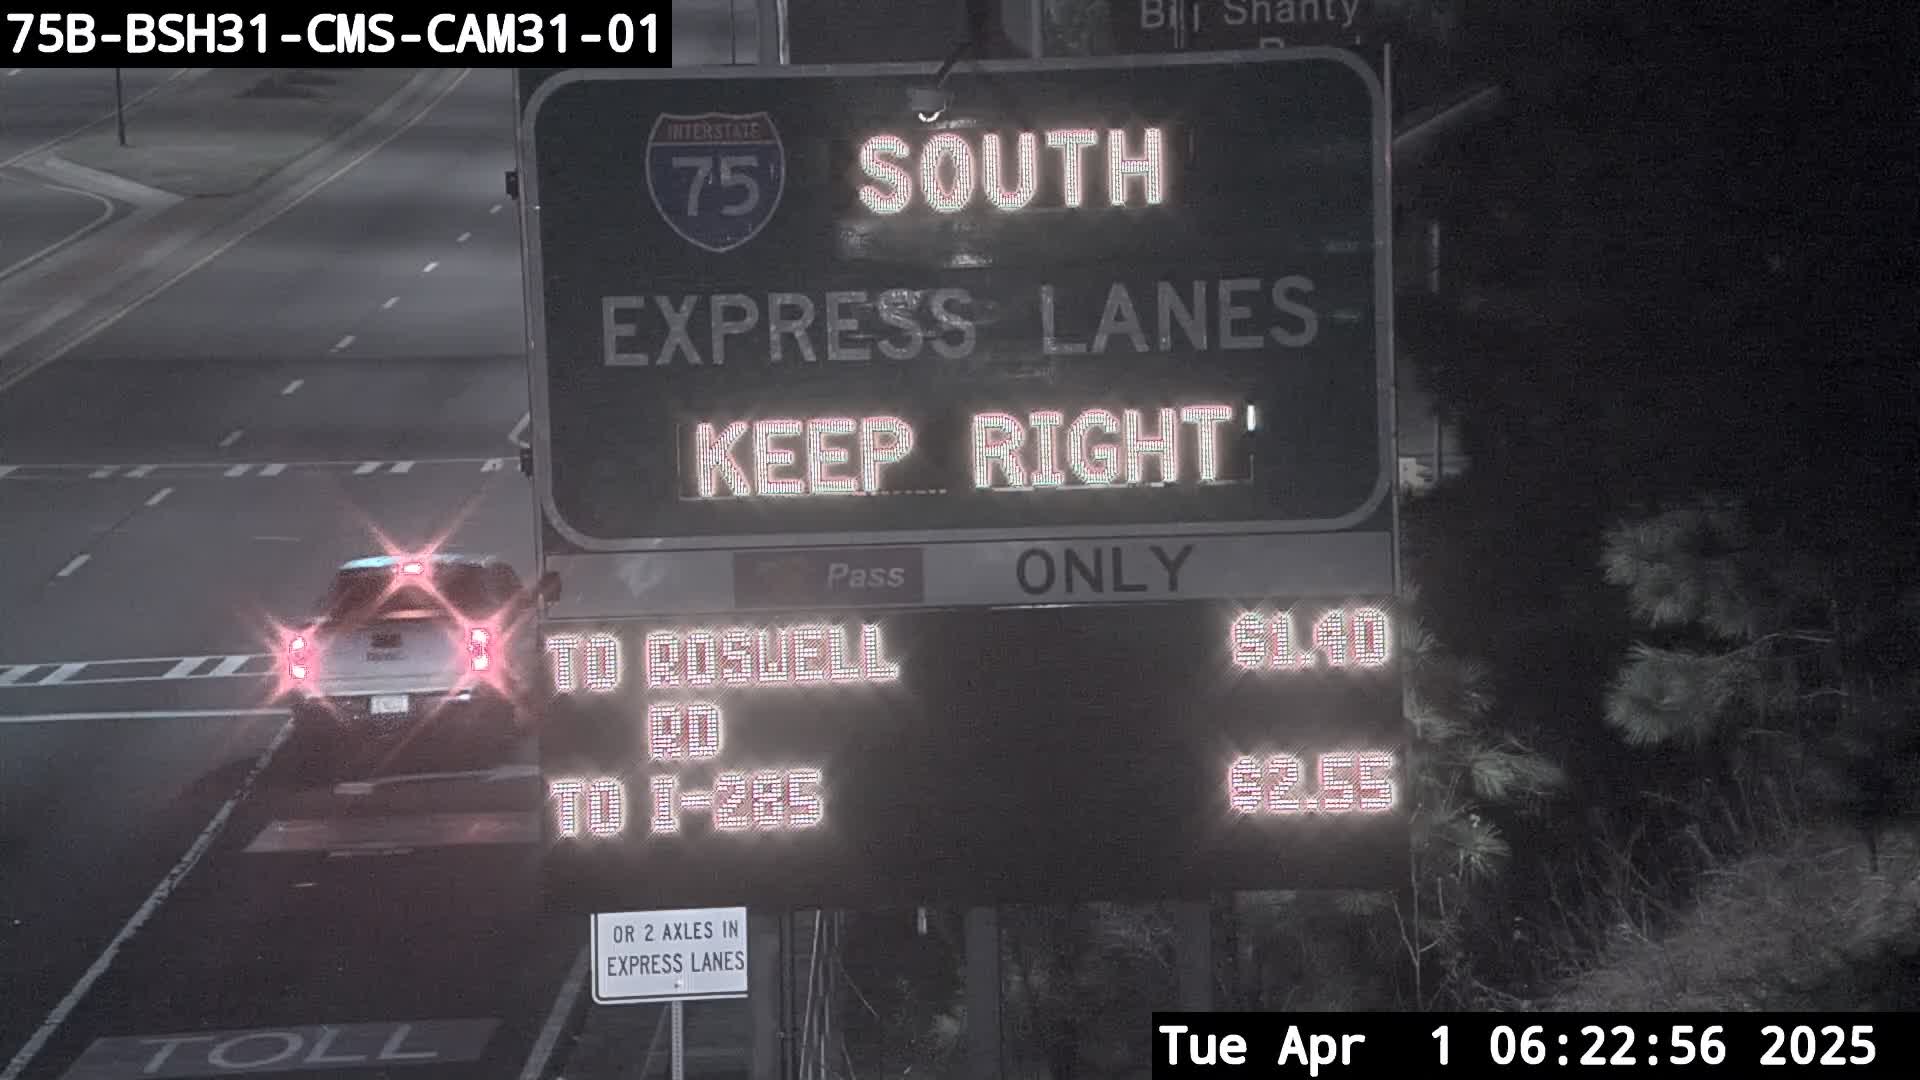 75B-BSH31-CMS-CAM31-01
Shanty
INTERSTATE
75
SOUTH
EXPRESS LANES
KEEP RIGHT
Pass
ONLY
TO ROSWELL $1.40
RD
TO I-285 $2.55
OR 2 AXLES IN
EXPRESS LANES
TOLL
Tue Apr 1 06:22:56 2025